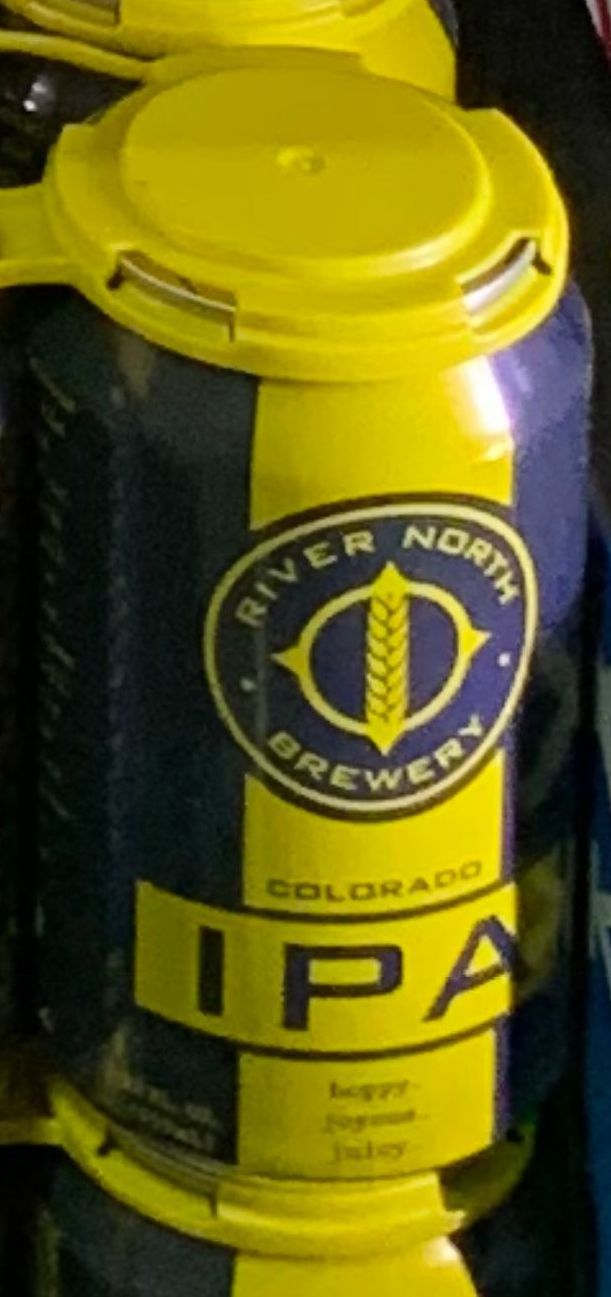 RIVER NORTH
BREWERY
COLORADO
IPA
hoppy.
joyous.
juicy.